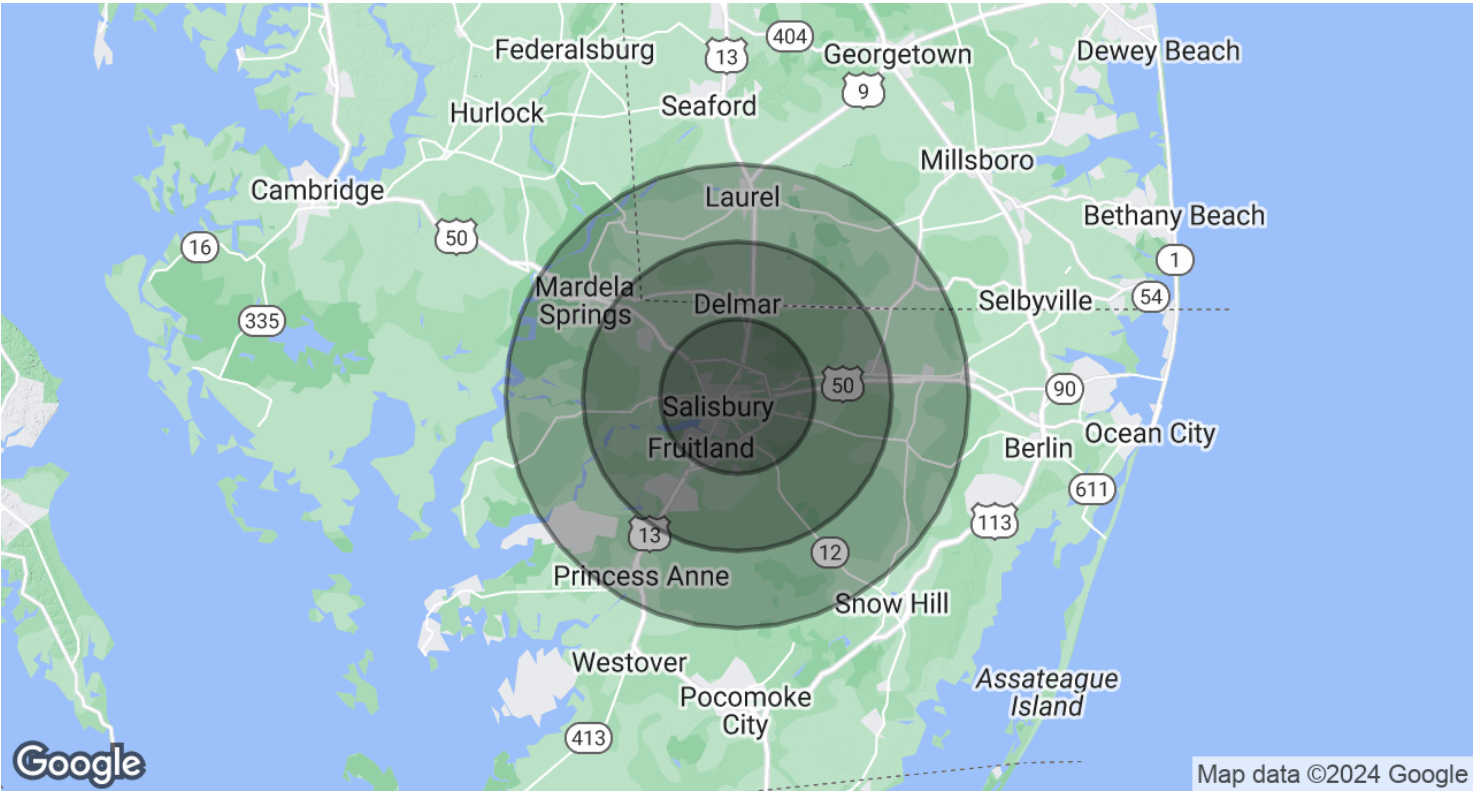 Federalsburg
13
404
Georgetown
Dewey Beach
9
Hurlock
Seaford
Millsboro
Cambridge
Laurel
Bethany Beach
16
50
1
Mardela
Springs
Delmar
Selbyville
54
335
50
90
Salisbury
Fruitland
Berlin
Ocean City
611
13
113
12
Princess Anne
Snow Hill
Westover
Pocomoke
City
Assateague
Island
413
Google
Map data ©2024 Google